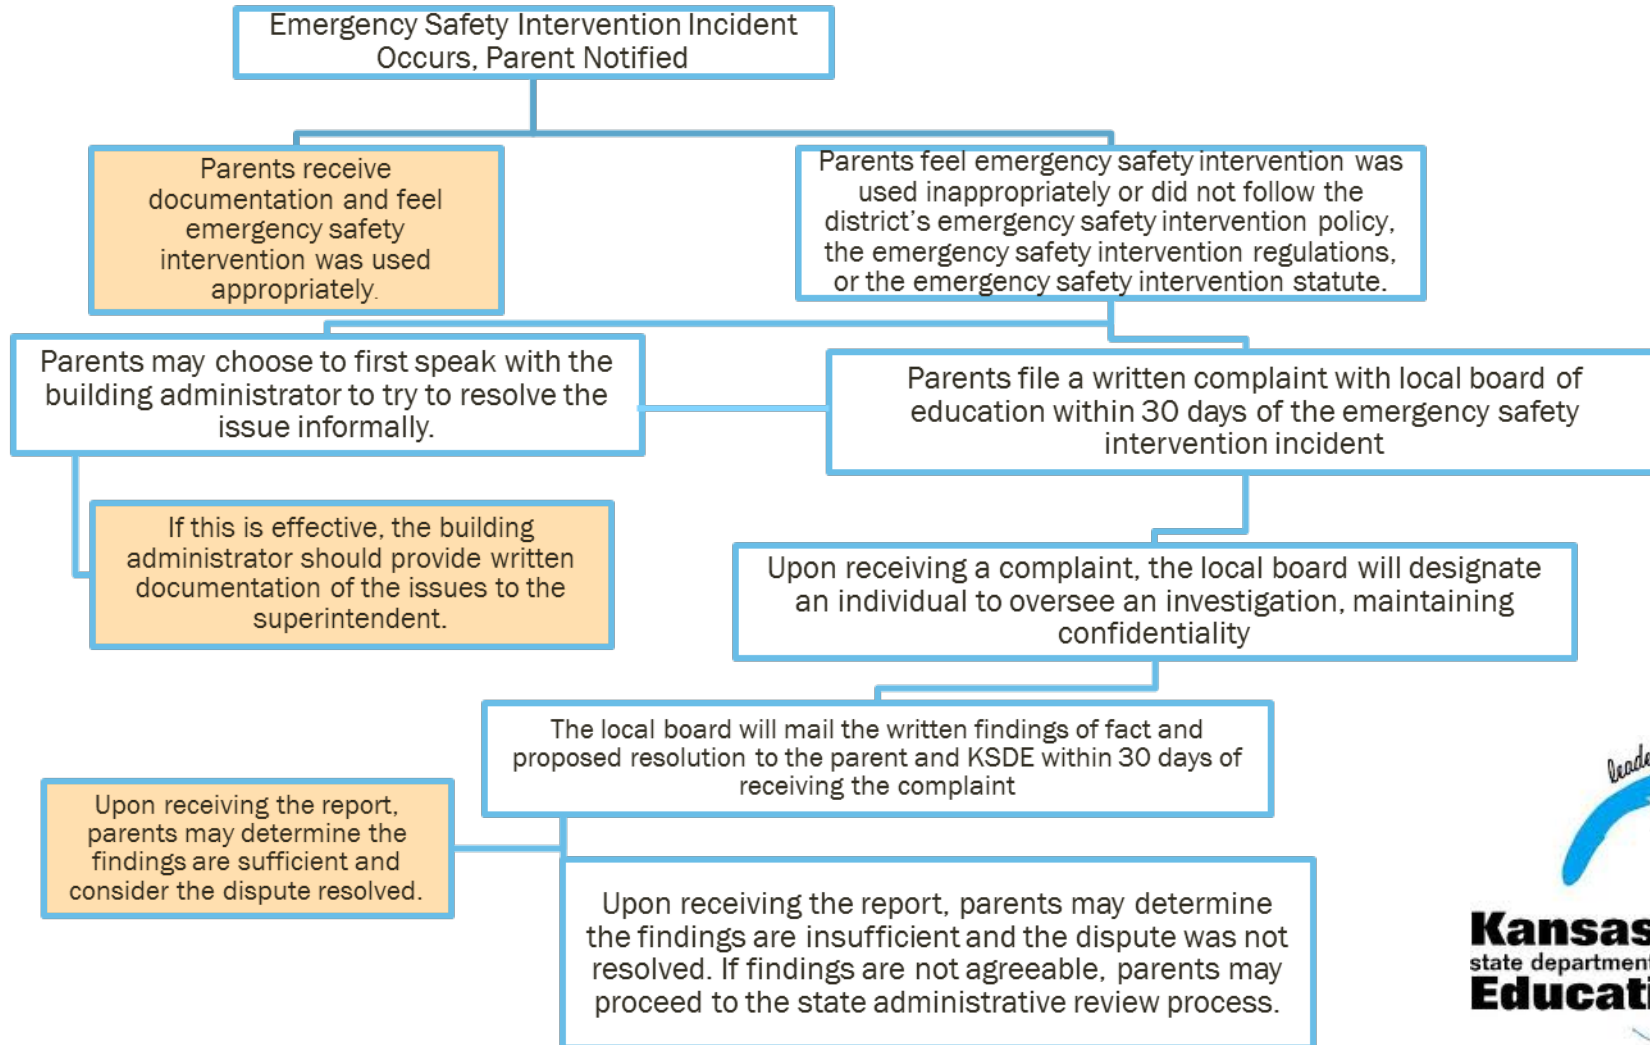 Emergency Safety Intervention Incident
Occurs, Parent Notified
Parents receive
documentation and feel
emergency safety
intervention was used
appropriately.
Parents feel emergency safety intervention was
used inappropriately or did not follow the
district's emergency safety intervention policy,
the emergency safety intervention regulations,
or the emergency safety intervention statute.
Parents may choose to first speak with the
building administrator to try to resolve the
issue informally.
Parents file a written complaint with local board of
education within 30 days of the emergency safety
intervention incident
If this is effective, the building
administrator should provide written
documentation of the issues to the
superintendent.
Upon receiving a complaint, the local board will designate
an individual to oversee an investigation, maintaining
confidentiality
The local board will mail the written findings of fact and
proposed resolution to the parent and KSDE within 30 days of
receiving the complaint
Upon receiving the report,
parents may determine the
findings are sufficient and
consider the dispute resolved.
Upon receiving the report, parents may determine
the findings are insufficient and the dispute was not
resolved. If findings are not agreeable, parents may
proceed to the state administrative review process.
Kansas
state department